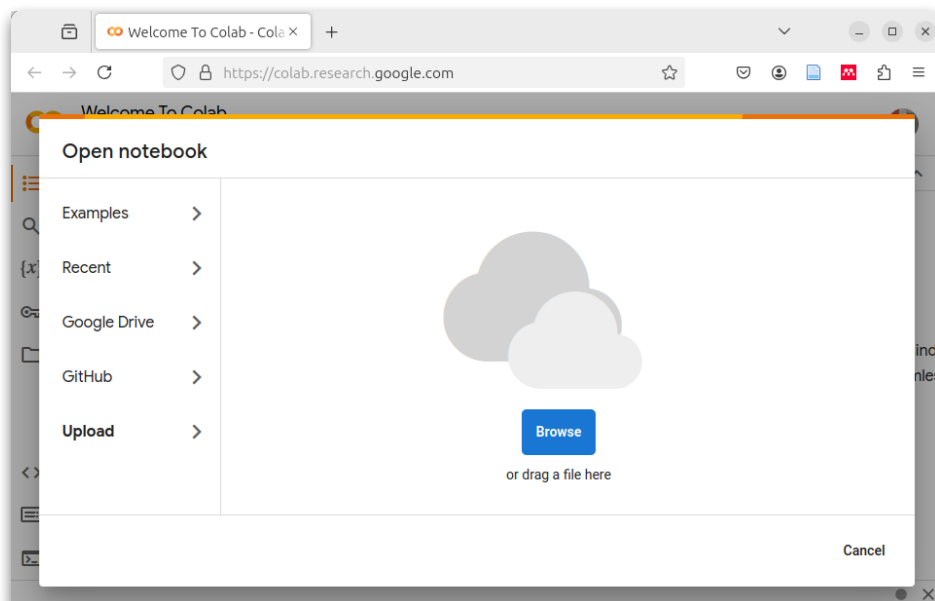 Welcome To Colab - Cola
https://colab.research.google.com
Welcome To Colab
Open notebook
Examples
Recent
Google Drive
GitHub
Upload
{x}
Browse
or drag a file here
Cancel